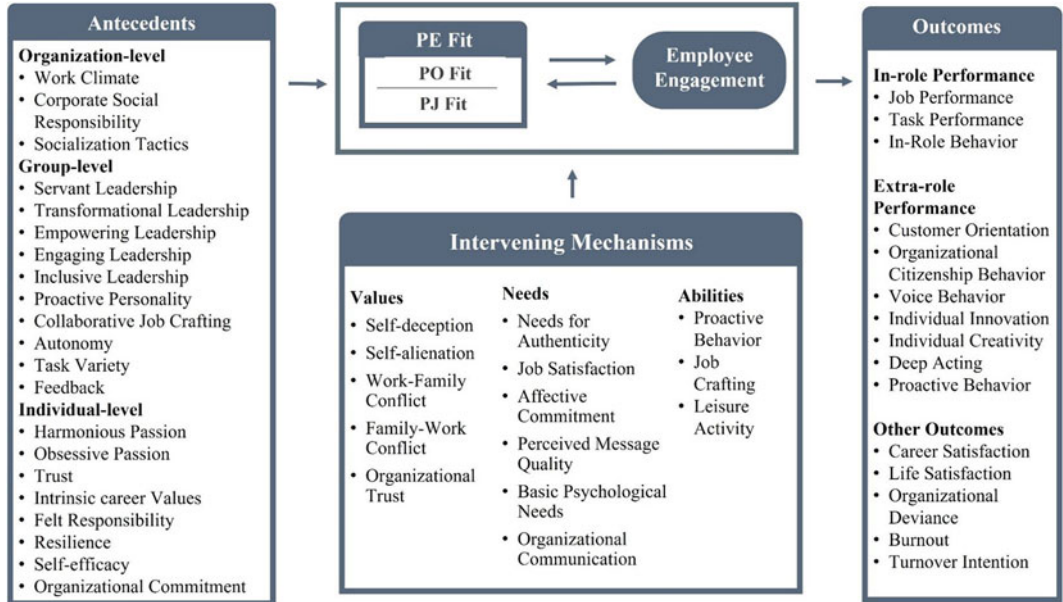 Antecedents
Organization-level
• Work Climate
• Corporate Social
Responsibility
• Socialization Tactics
Group-level
• Servant Leadership
• Transformational Leadership
• Empowering Leadership
• Engaging Leadership
• Inclusive Leadership
• Proactive Personality
• Collaborative Job Crafting
• Autonomy
• Task Variety
• Feedback
Individual-level
• Harmonious Passion
• Obsessive Passion
• Trust
• Intrinsic career Values
• Felt Responsibility
• Resilience
• Self-efficacy
• Organizational Commitment
PE Fit
PO Fit
PJ Fit
Employee
Engagement
Intervening Mechanisms
Values
• Self-deception
• Self-alienation
• Work-Family
Conflict
• Family-Work
Conflict
• Organizational
Trust
Needs
• Needs for
Authenticity
• Job Satisfaction
• Affective
Commitment
• Perceived Message
Quality
• Basic Psychological
Needs
• Organizational
Communication
Abilities
• Proactive
Behavior
• Job
Crafting
• Leisure
Activity
Outcomes
In-role Performance
• Job Performance
• Task Performance
• In-Role Behavior
Extra-role
Performance
• Customer Orientation
• Organizational
Citizenship Behavior
• Voice Behavior
• Individual Innovation
• Individual Creativity
• Deep Acting
• Proactive Behavior
Other Outcomes
• Career Satisfaction
• Life Satisfaction
• Organizational
Deviance
• Burnout
• Turnover Intention